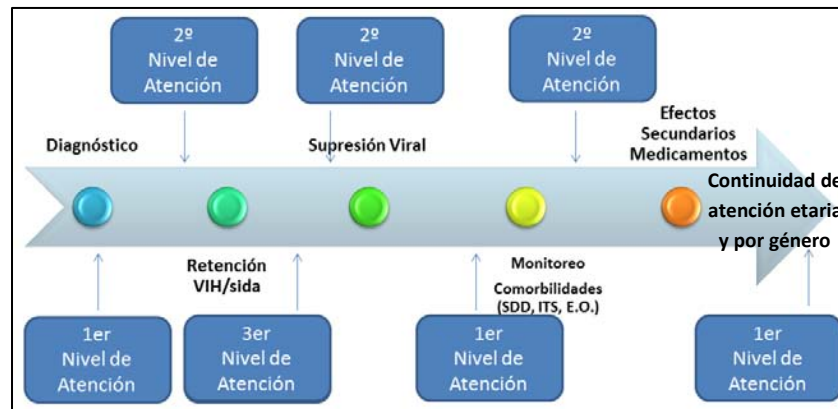 2º
Nivel de
Atención
2º
Nivel de
Atención
2º
Nivel de
Atención
Diagnóstico
Supresión Viral
Efectos
Secundarios
Medicamentos
Continuidad de
atención etaria
y por género
Retención
VIH/sida
Monitoreo
Comorbilidades
(SDD, ITS, E.O.)
1er
Nivel de
Atención
3er
Nivel de
Atención
1er
Nivel de
Atención
1er
Nivel de
Atención